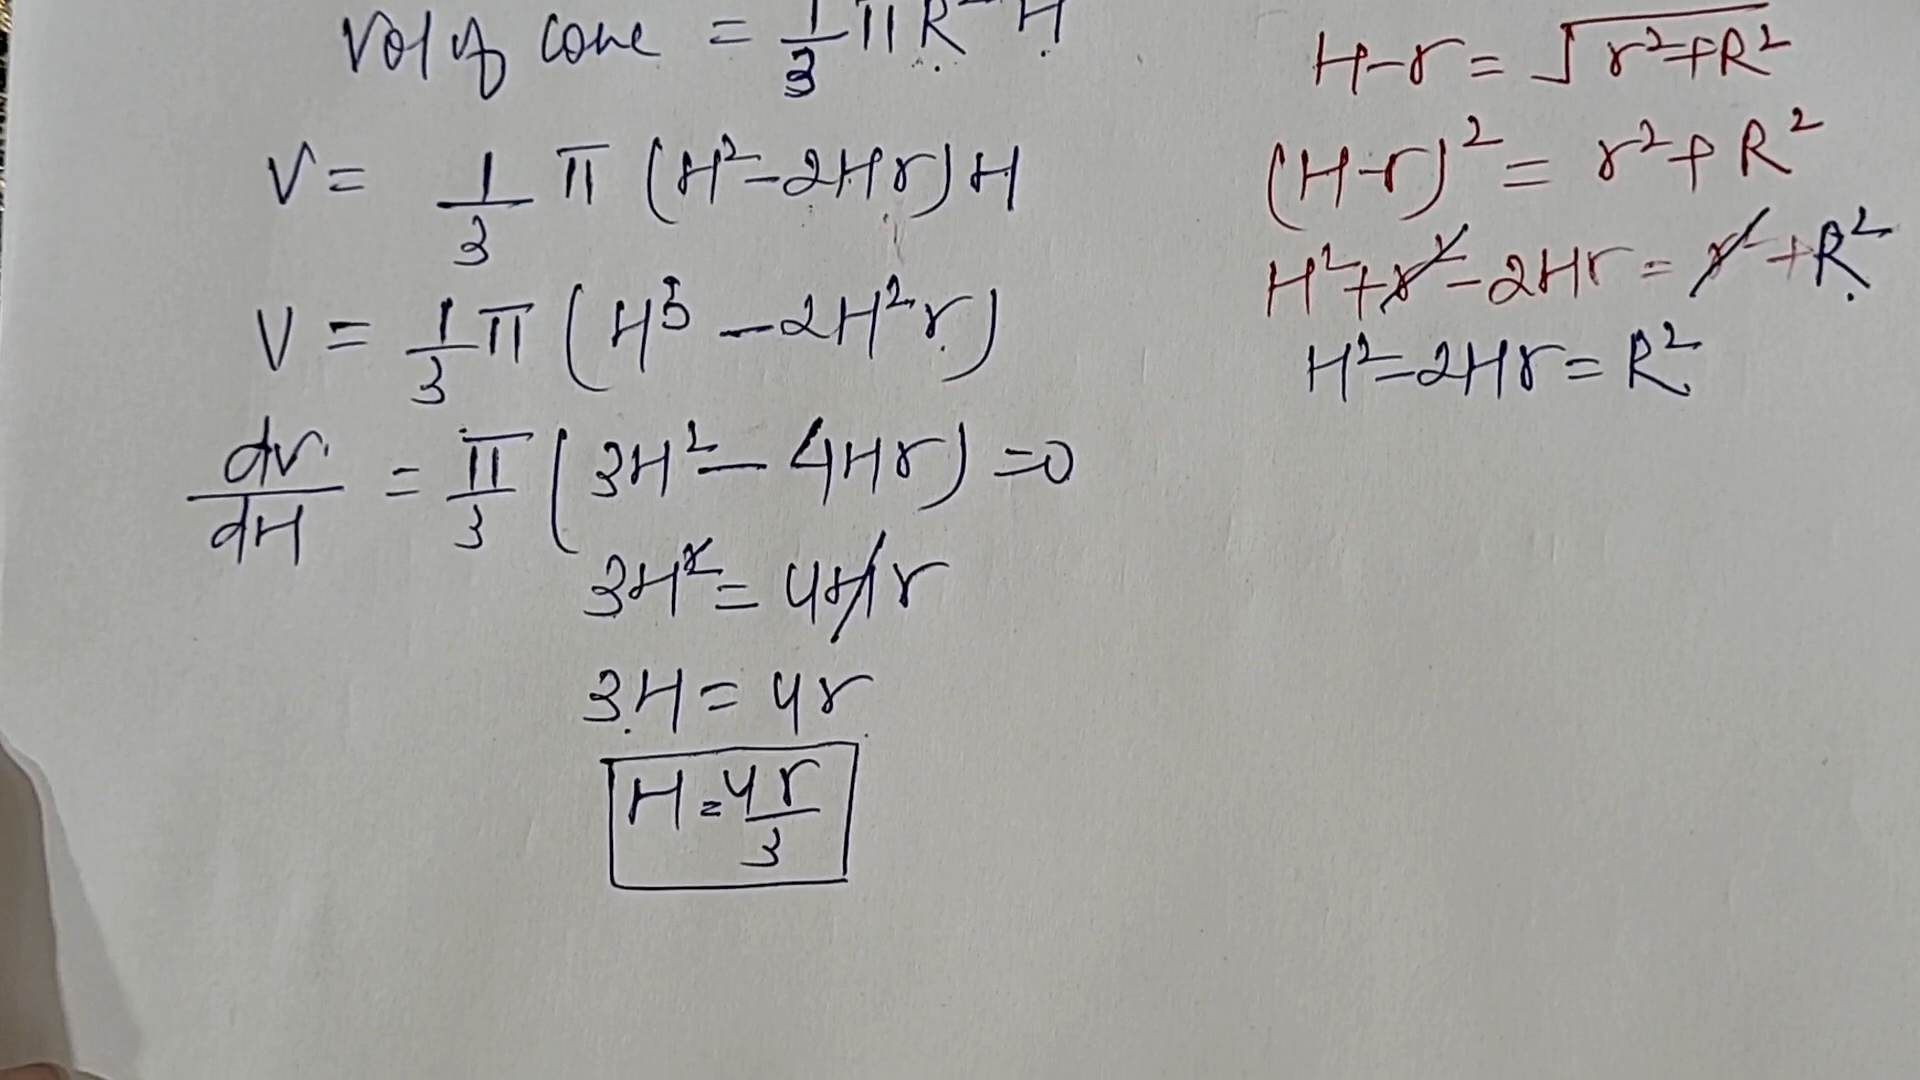 Vol of cone = 1/3 π R² H
V = 1/3 π (H² - 2Hr) H
V = 1/3 π (H³ - 2H²r)
dv/dH = π/3 (3H² - 4Hr) = 0
3H² = 4Hr
3H = 4r
H = 4r/3
H - r = √r² + R²
(H - r)² = r² + R²
H² + r² - 2Hr = r² + R²
H² - 2Hr = R²